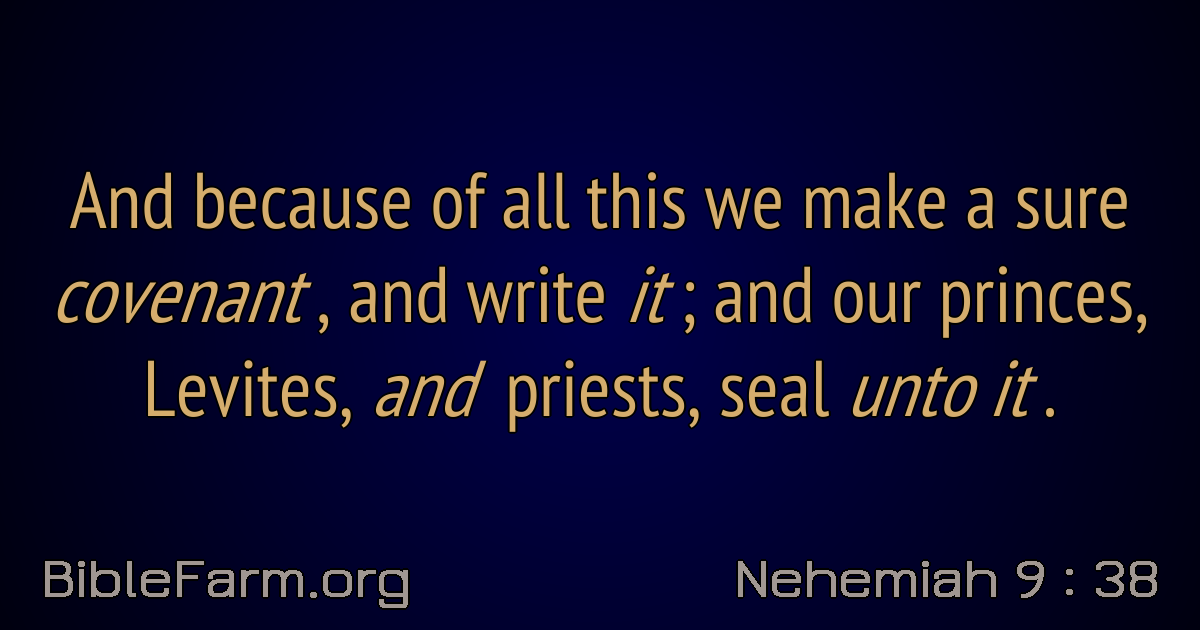 And because of all this we make a sure
covenant , and write it ; and our princes,
Levites, and priests, seal unto it .
BibleFarm.org
Nehemiah 9 : 38